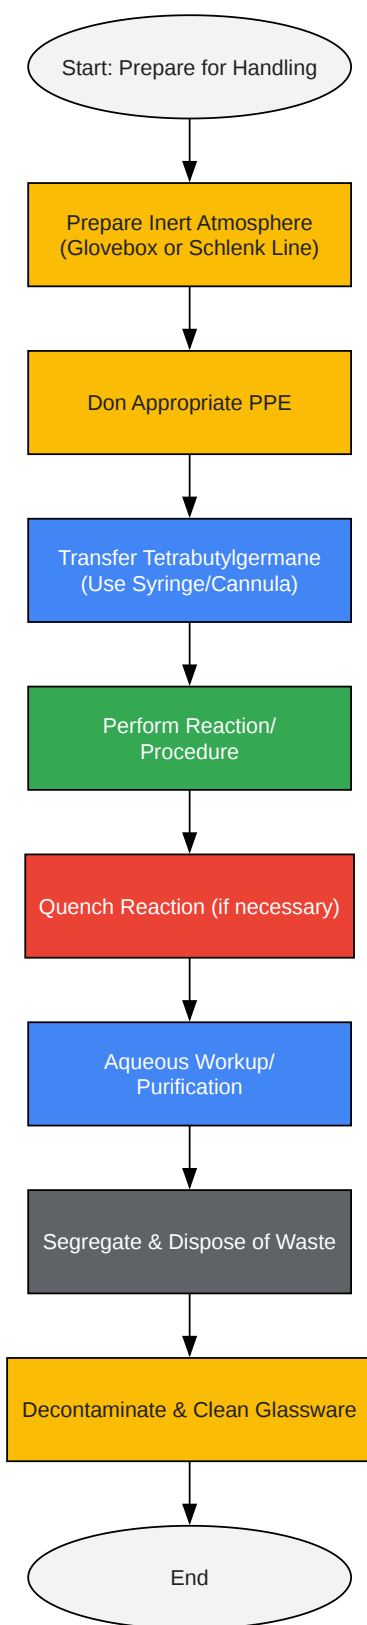 Start: Prepare for Handling
Prepare Inert Atmosphere
(Glovebox or Schlenk Line)
Don Appropriate PPE
Transfer Tetrabutylgermane
(Use Syringe/Cannula)
Perform Reaction/
Procedure
Quench Reaction (if necessary)
Aqueous Workup/
Purification
Segregate & Dispose of Waste
Decontaminate & Clean Glassware
End